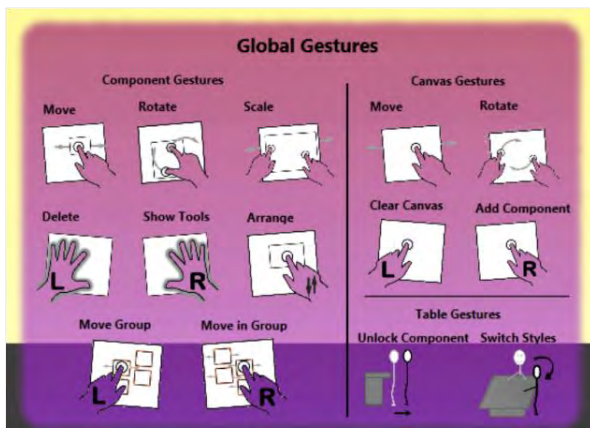 Global Gestures
Component Gestures
Move
Rotate
Scale
Delete
Show Tools
Arrange
L
R
Move Group
Move in Group
L
R
Canvas Gestures
Move
Rotate
Clear Canvas
Add Component
L
R
Table Gestures
Unlock Component
Switch Styles